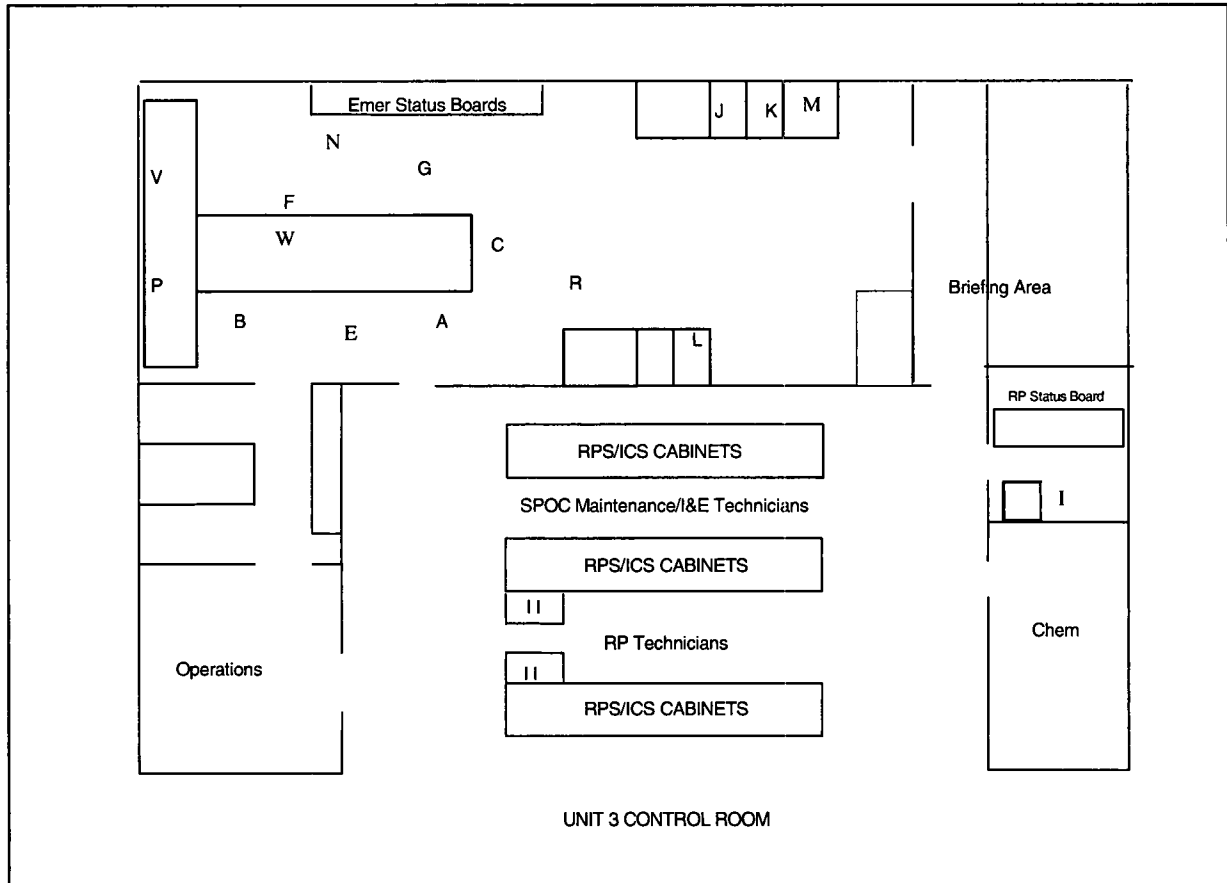 Emer Status Boards
J K M
N
G
V
F
W
C
P
R
Briefing Area
B
E
A
L
RP Status Board
RPS/ICS CABINETS
SPOC Maintenance/I&E Technicians
I
RPS/ICS CABINETS
II
RP Technicians
Chem
Operations
II
RPS/ICS CABINETS
UNIT 3 CONTROL ROOM